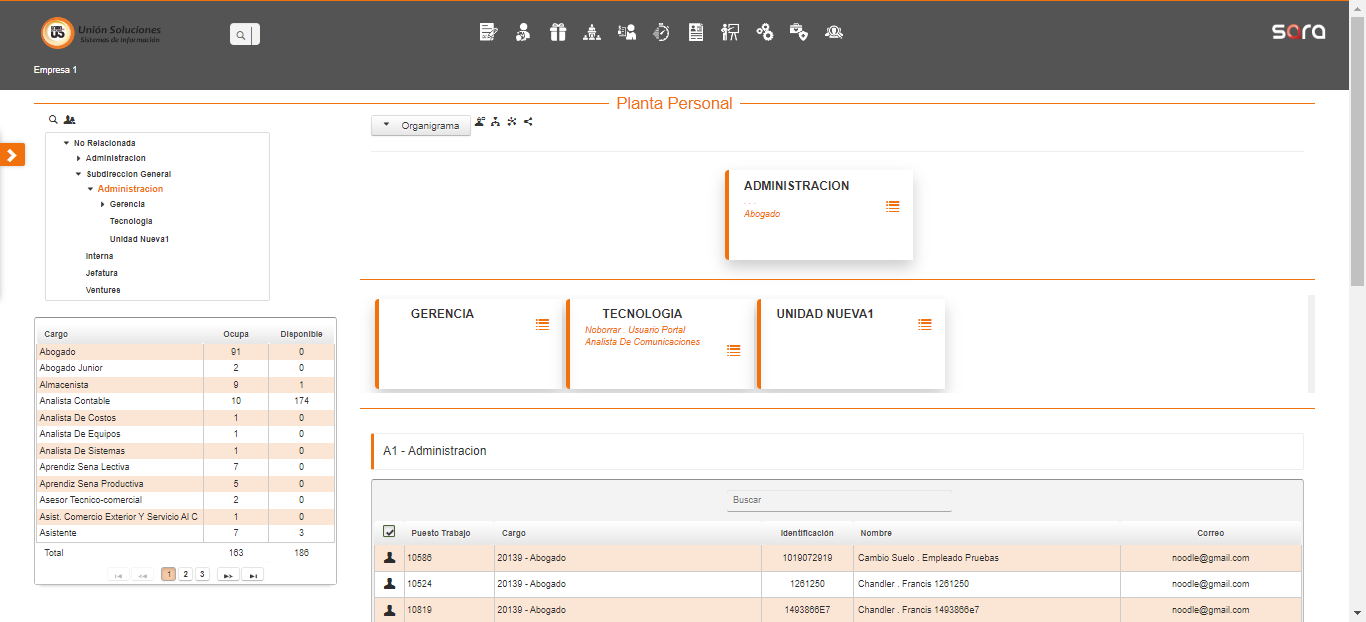 Unión Soluciones
Sistemas de Información
sara
Empresa 1
Planta Personal
Organigrama
No Relacionada
Administracion
Subdireccion General
Administracion
Gerencia
Tecnologia
Unidad Nueva1
Interna
Jefatura
Ventures
ADMINISTRACION
- - -
Abogado
GERENCIA
TECNOLOGIA
Noborrar . Usuario Portal
Analista De Comunicaciones
UNIDAD NUEVA1
Cargo Ocupa Disponible
Abogado 91 0
Abogado Junior 2 0
Almacenista 9 1
Analista Contable 10 174
Analista De Costos 1 0
Analista De Equipos 1 0
Analista De Sistemas 1 0
Aprendiz Sena Lectiva 7 0
Aprendiz Sena Productiva 5 0
Asesor Tecnico-comercial 2 0
Asist. Comercio Exterior Y Servicio Al C 1 0
Asistente 7 3
Total 163 186
1 2 3
A1 - Administracion
Buscar
Puesto Trabajo Cargo Identificación Nombre Correo
10586 20139 - Abogado 1019072919 Cambio Suelo . Empleado Pruebas noodle@gmail.com
10524 20139 - Abogado 1261250 Chandler . Francis 1261250 noodle@gmail.com
10819 20139 - Abogado 1493866E7 Chandler . Francis 1493866e7 noodle@gmail.com